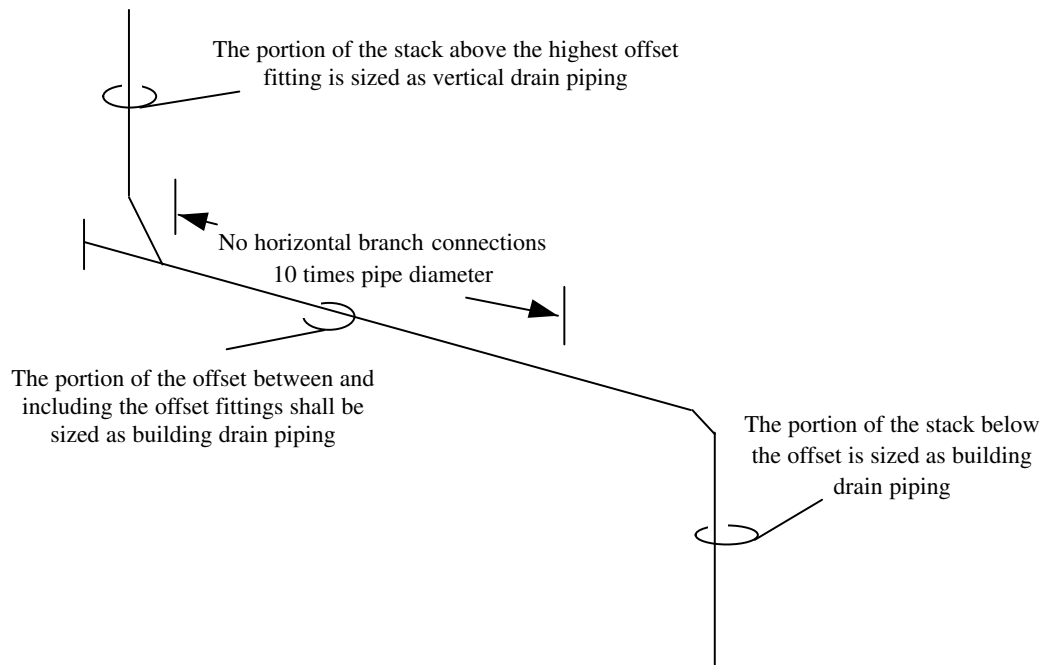 The portion of the stack above the highest offset
fitting is sized as vertical drain piping
No horizontal branch connections
10 times pipe diameter
The portion of the offset between and
including the offset fittings shall be
sized as building drain piping
The portion of the stack below
the offset is sized as building
drain piping